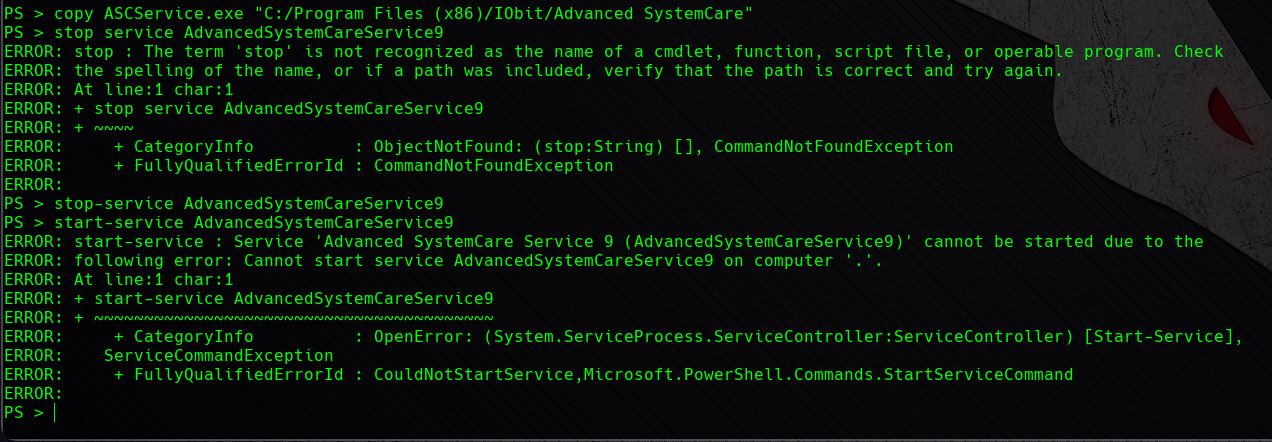 PS > copy ASCService.exe "C:/Program Files (x86)/IObit/Advanced SystemCare"
PS > stop service AdvancedSystemCareService9
ERROR: stop : The term 'stop' is not recognized as the name of a cmdlet, function, script file, or operable program. Check
ERROR: the spelling of the name, or if a path was included, verify that the path is correct and try again.
ERROR: At line:1 char:1
ERROR: + stop service AdvancedSystemCareService9
ERROR: + ~~~~
ERROR:     + CategoryInfo          : ObjectNotFound: (stop:String) [], CommandNotFoundException
ERROR:     + FullyQualifiedErrorId : CommandNotFoundException
ERROR:
PS > stop-service AdvancedSystemCareService9
PS > start-service AdvancedSystemCareService9
ERROR: start-service : Service 'Advanced SystemCare Service 9 (AdvancedSystemCareService9)' cannot be started due to the
ERROR: following error: Cannot start service AdvancedSystemCareService9 on computer '.'.
ERROR: At line:1 char:1
ERROR: + start-service AdvancedSystemCareService9
ERROR: + ~~~~~~~~~~~~~~~~~~~~~~~~~~~~~~~~~~~~~~~~
ERROR:     + CategoryInfo          : OpenError: (System.ServiceProcess.ServiceController:ServiceController) [Start-Service],
ERROR:    ServiceCommandException
ERROR:     + FullyQualifiedErrorId : CouldNotStartService,Microsoft.PowerShell.Commands.StartServiceCommand
ERROR:
PS >